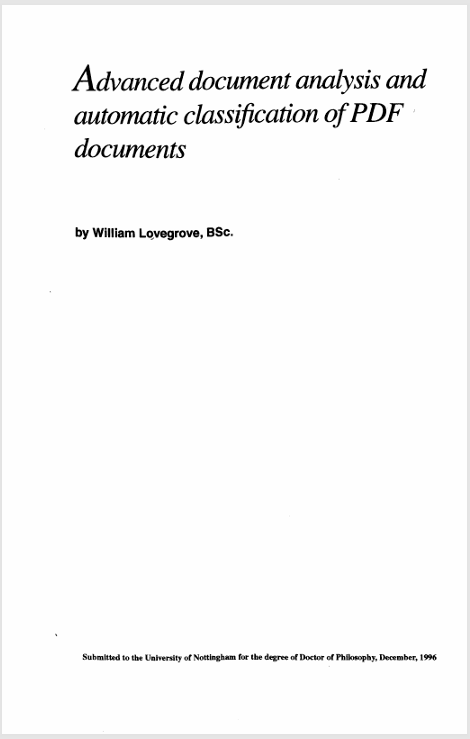 Advanced document analysis and
automatic classification of PDF
documents
by William Lovegrove, BSc.
Submitted to the University of Nottingham for the degree of Doctor of Philosophy, December, 1996